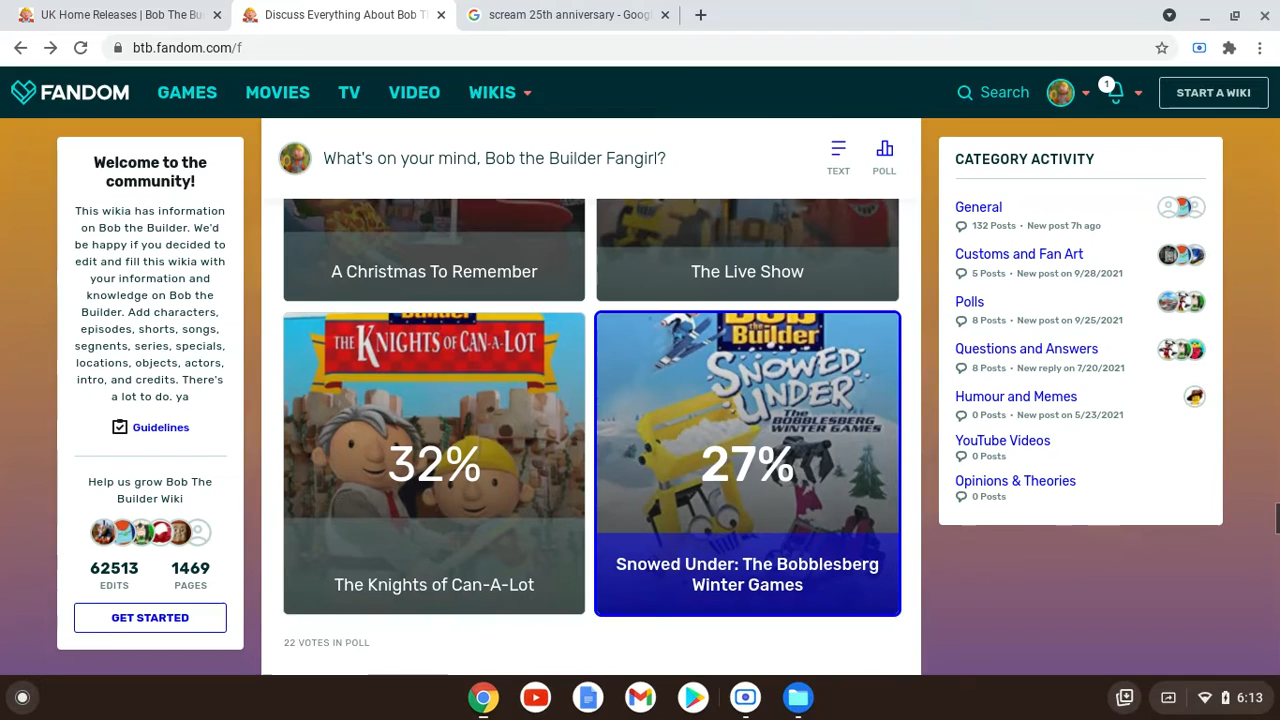 UK Home Releases | Bob The Bu
Discuss Everything About Bob T
scream 25th anniversary - Goog
btb.fandom.com/f
FANDOM
GAMES
MOVIES
TV
VIDEO
WIKIS
Search
1
START A WIKI
Welcome to the
community!
This wikia has information
on Bob the Builder. We'd
be happy if you decided to
edit and fill this wikia with
your information and
knowledge on Bob the
Builder. Add characters,
episodes, shorts, songs,
segments, series, specials,
locations, objects, actors,
intro, and credits. There's
a lot to do. ya
Guidelines
Help us grow Bob The
Builder Wiki
62513
EDITS
1469
PAGES
GET STARTED
What's on your mind, Bob the Builder Fangirl?
TEXT
POLL
A Christmas To Remember
The Live Show
Builder
THE KNIGHTS OF CAN-A-LOT
32%
The Knights of Can-A-Lot
BOB
the
Builder
SNOWED
UNDER
The
BOBBLESBERG
WINTER GAMES
27%
Snowed Under: The Bobblesberg
Winter Games
22 VOTES IN POLL
CATEGORY ACTIVITY
General
132 Posts • New post 7h ago
Customs and Fan Art
5 Posts • New post on 9/28/2021
Polls
8 Posts • New post on 9/25/2021
Questions and Answers
8 Posts • New reply on 7/20/2021
Humour and Memes
0 Posts • New post on 5/23/2021
YouTube Videos
0 Posts
Opinions & Theories
0 Posts
6:13